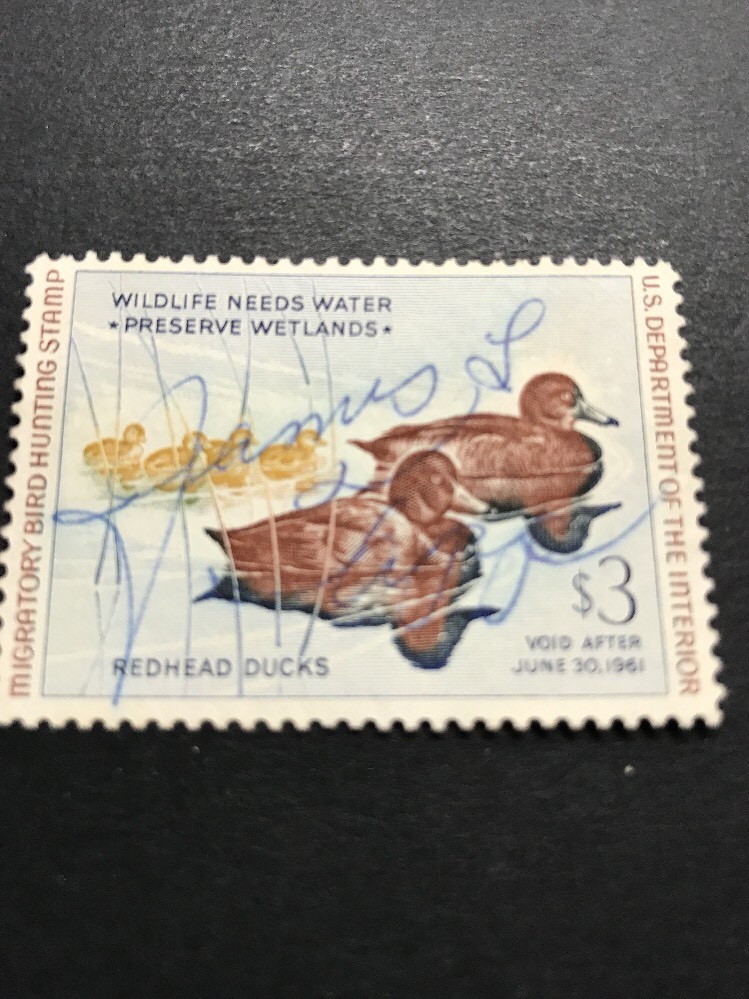 MIGRATORY BIRD HUNTING STAMP
WILDLIFE NEEDS WATER
★PRESERVE WETLANDS★
James L
$3
VOID AFTER
JUNE 30, 1961
REDHEAD DUCKS
U.S. DEPARTMENT OF THE INTERIOR